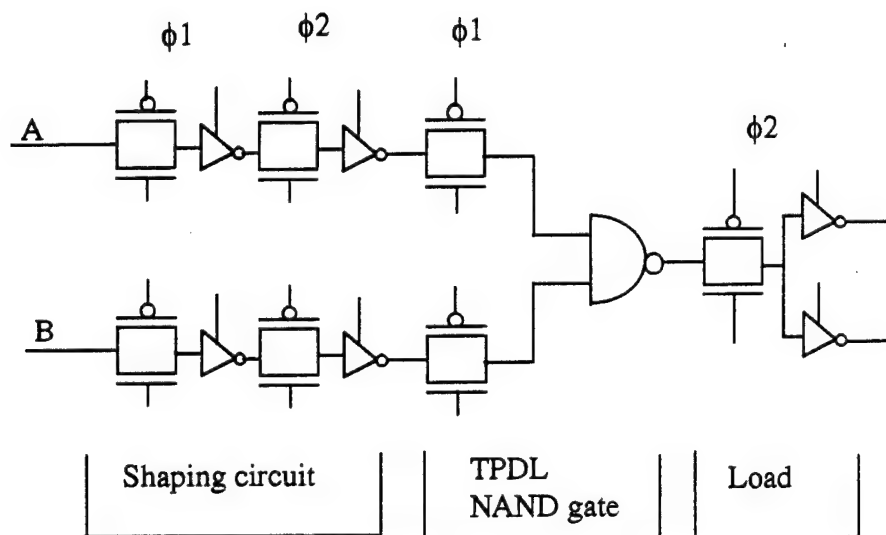 ϕ1
ϕ2
ϕ1
ϕ2
A
B
Shaping circuit
TPDL
NAND gate
Load